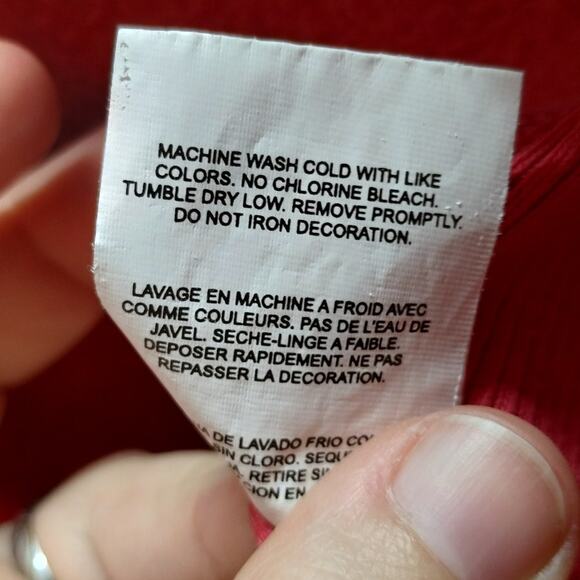 MACHINE WASH COLD WITH LIKE
COLORS. NO CHLORINE BLEACH.
TUMBLE DRY LOW. REMOVE PROMPTLY.
DO NOT IRON DECORATION.
LAVAGE EN MACHINE A FROID AVEC
COMME COULEURS. PAS DE L'EAU DE
JAVEL. SECHE-LINGE A FAIBLE.
DEPOSER RAPIDEMENT. NE PAS
REPASSER LA DECORATION.
DE LAVADO FRIO
SIN CLORO.
RETIRE
EN